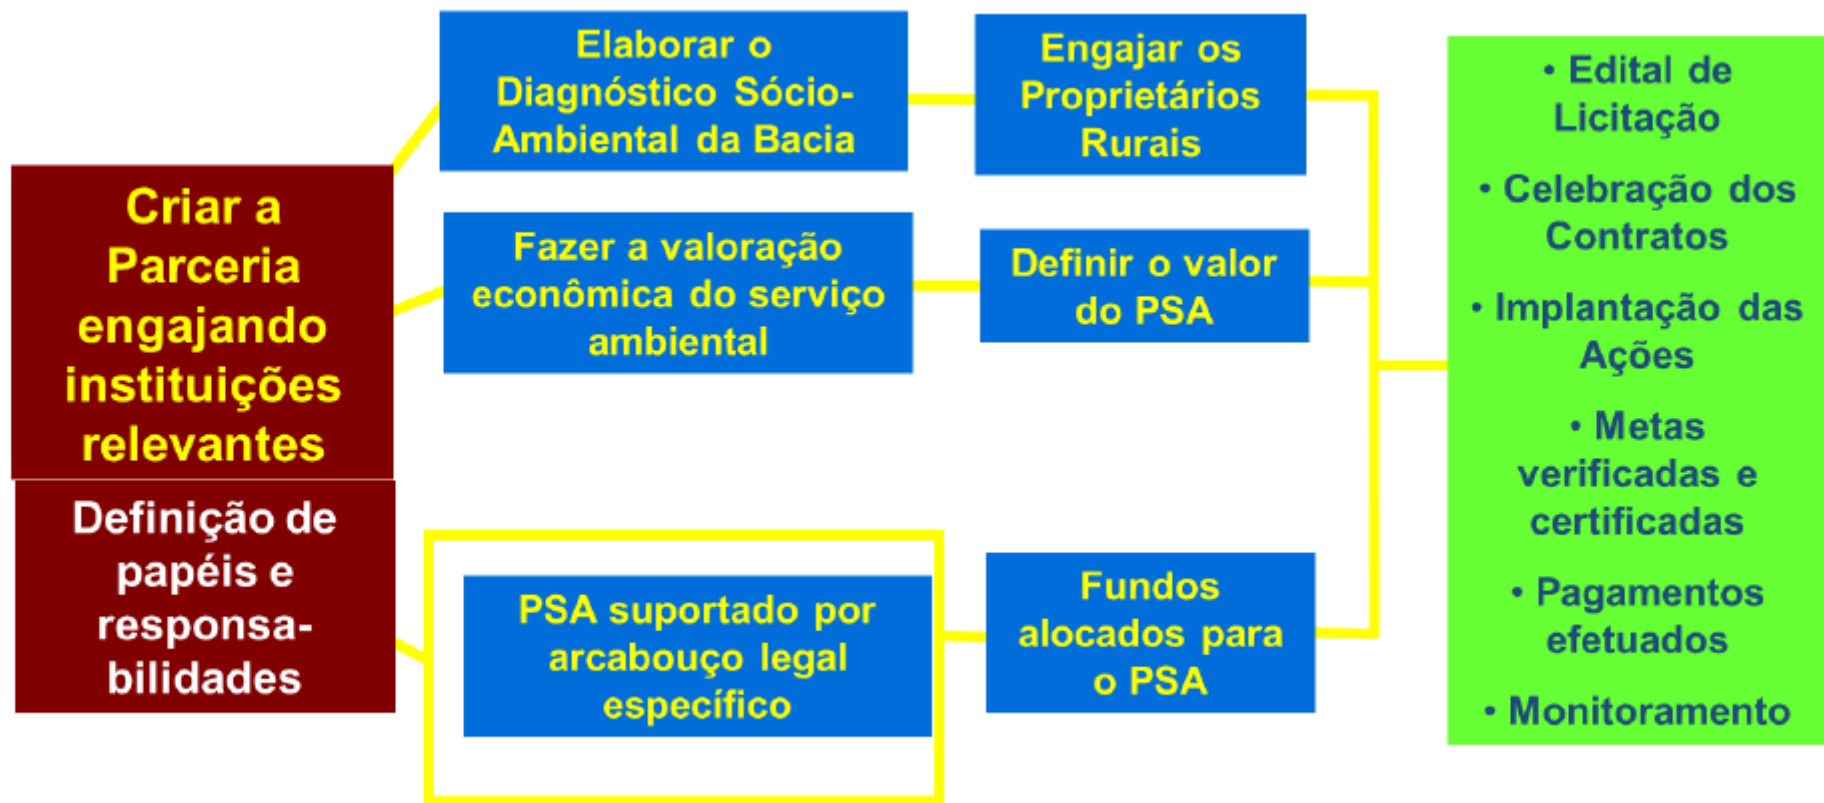 Criar a
Parceria
engajando
instituições
relevantes
Definição de
papéis e
responsa-
bilidades
Elaborar o
Diagnóstico Sócio-
Ambiental da Bacia
Engajar os
Proprietários
Rurais
Fazer a valoração
econômica do serviço
ambiental
Definir o valor
do PSA
PSA suportado por
arcabouço legal
específico
Fundos
alocados para
o PSA
• Edital de
Licitação
• Celebração dos
Contratos
• Implantação das
Ações
• Metas
verificadas e
certificadas
• Pagamentos
efetuados
• Monitoramento